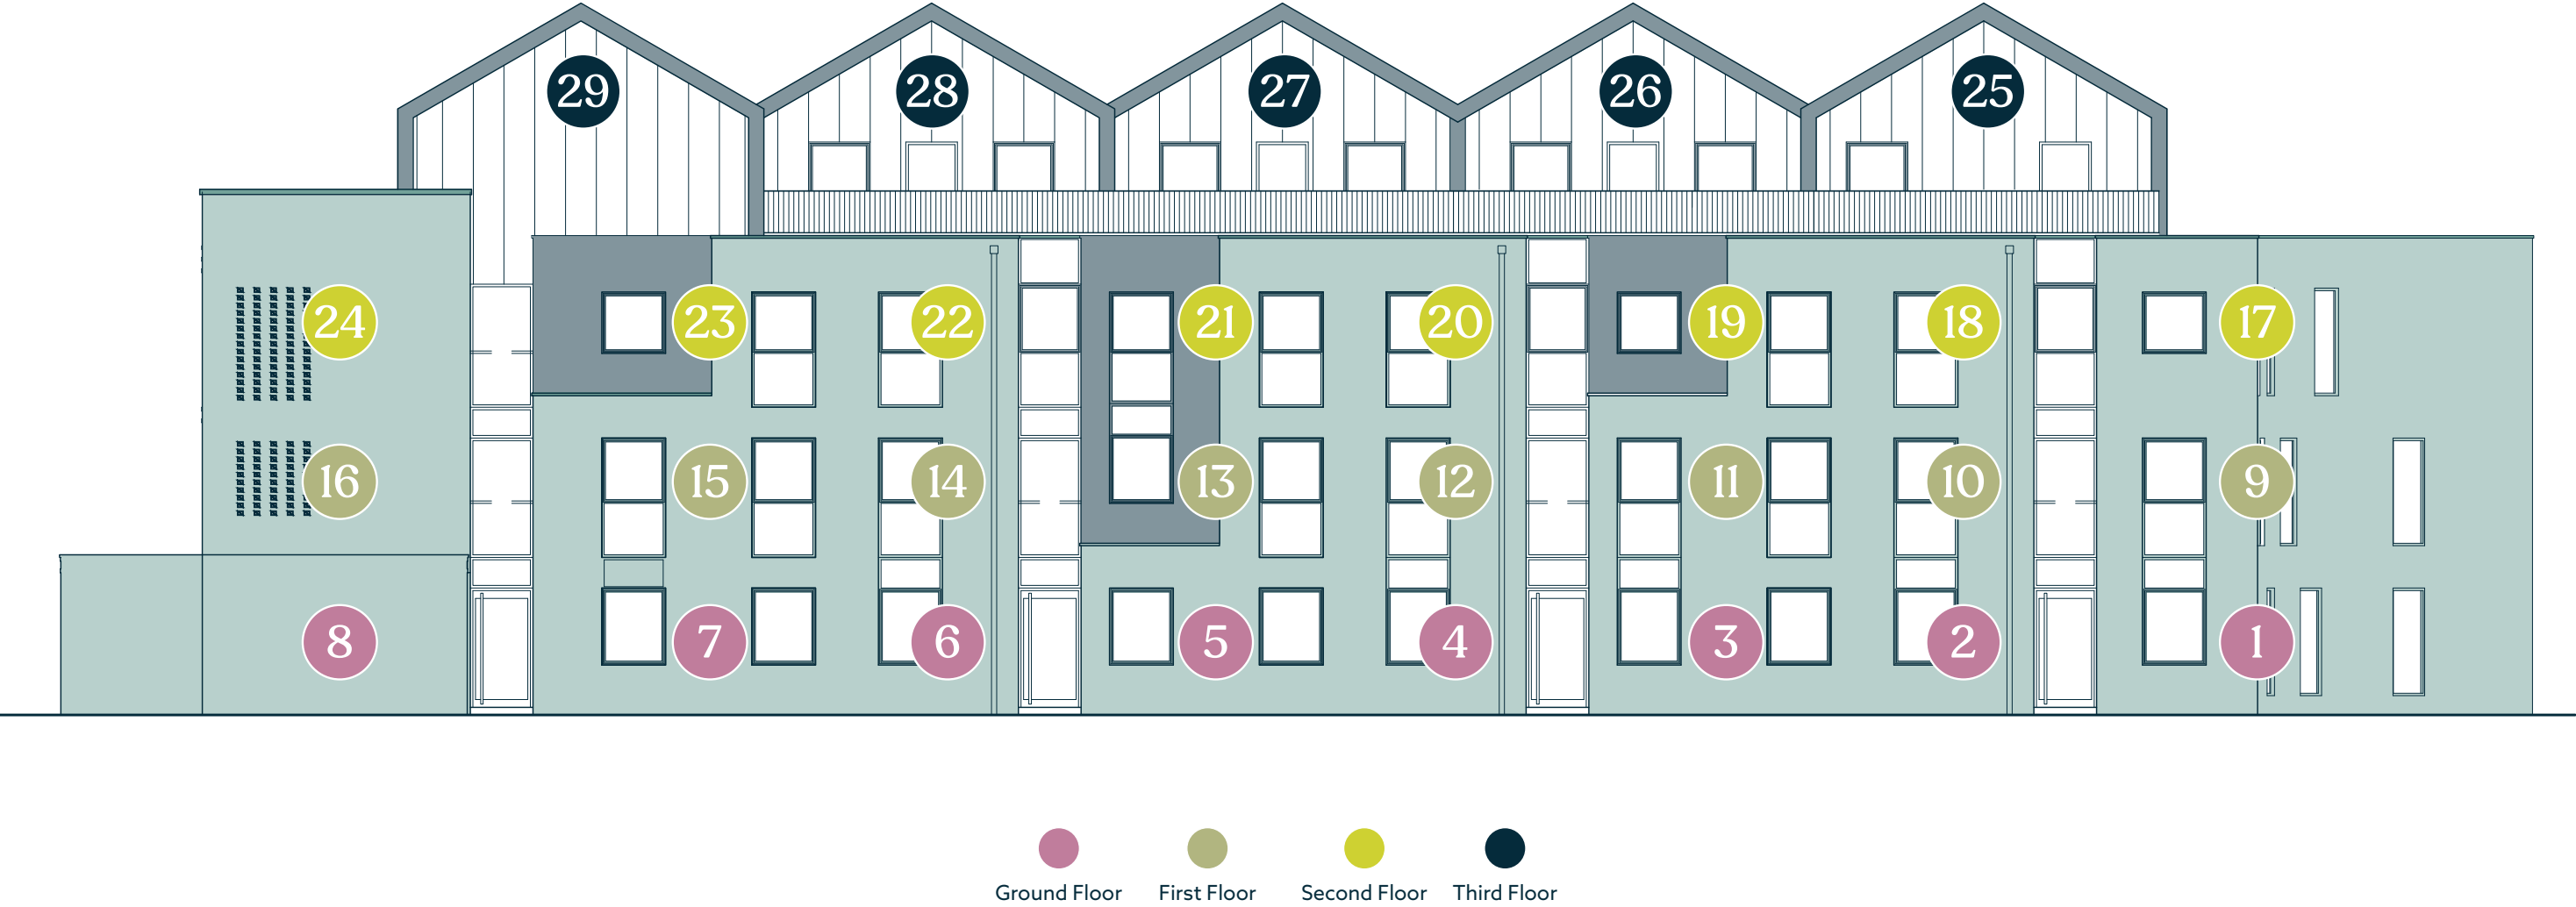 29 28 27 26 25
24 23 22 21 20 19 18 17
16 15 14 13 12 11 10 9
8 7 6 5 4 3 2 1
Ground Floor First Floor Second Floor Third Floor